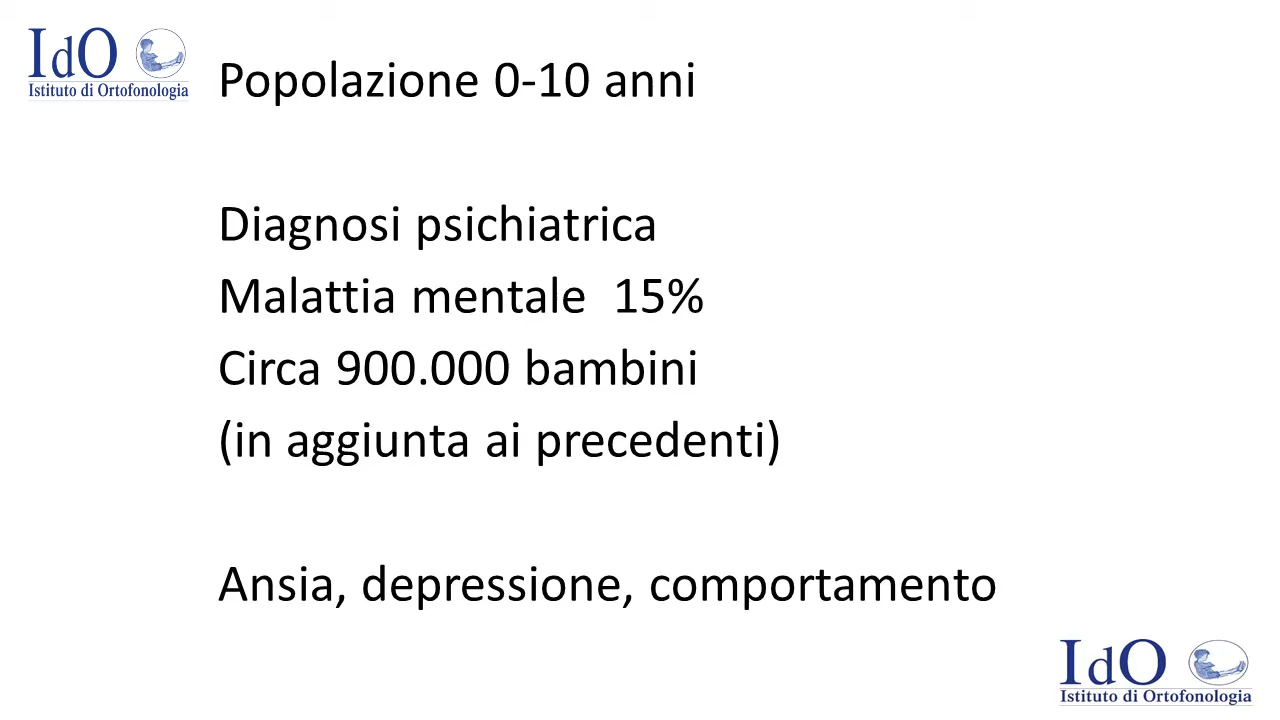 IdO
Istituto di Ortofonologia
Popolazione 0-10 anni
Diagnosi psichiatrica
Malattia mentale 15%
Circa 900.000 bambini
(in aggiunta ai precedenti)
Ansia, depressione, comportamento
IdO
Istituto di Ortofonologia